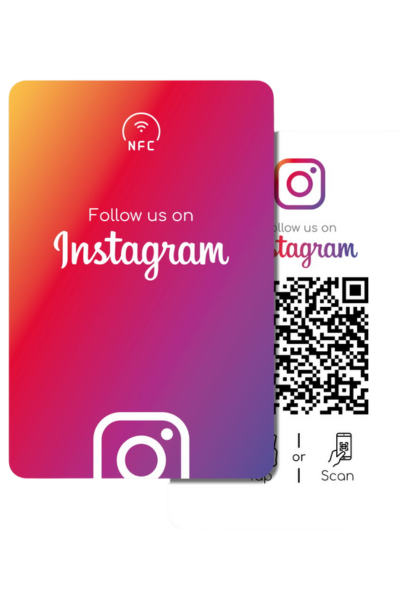 NFC
Follow us on
Instagram
ollow us on
stagram
or
Scan